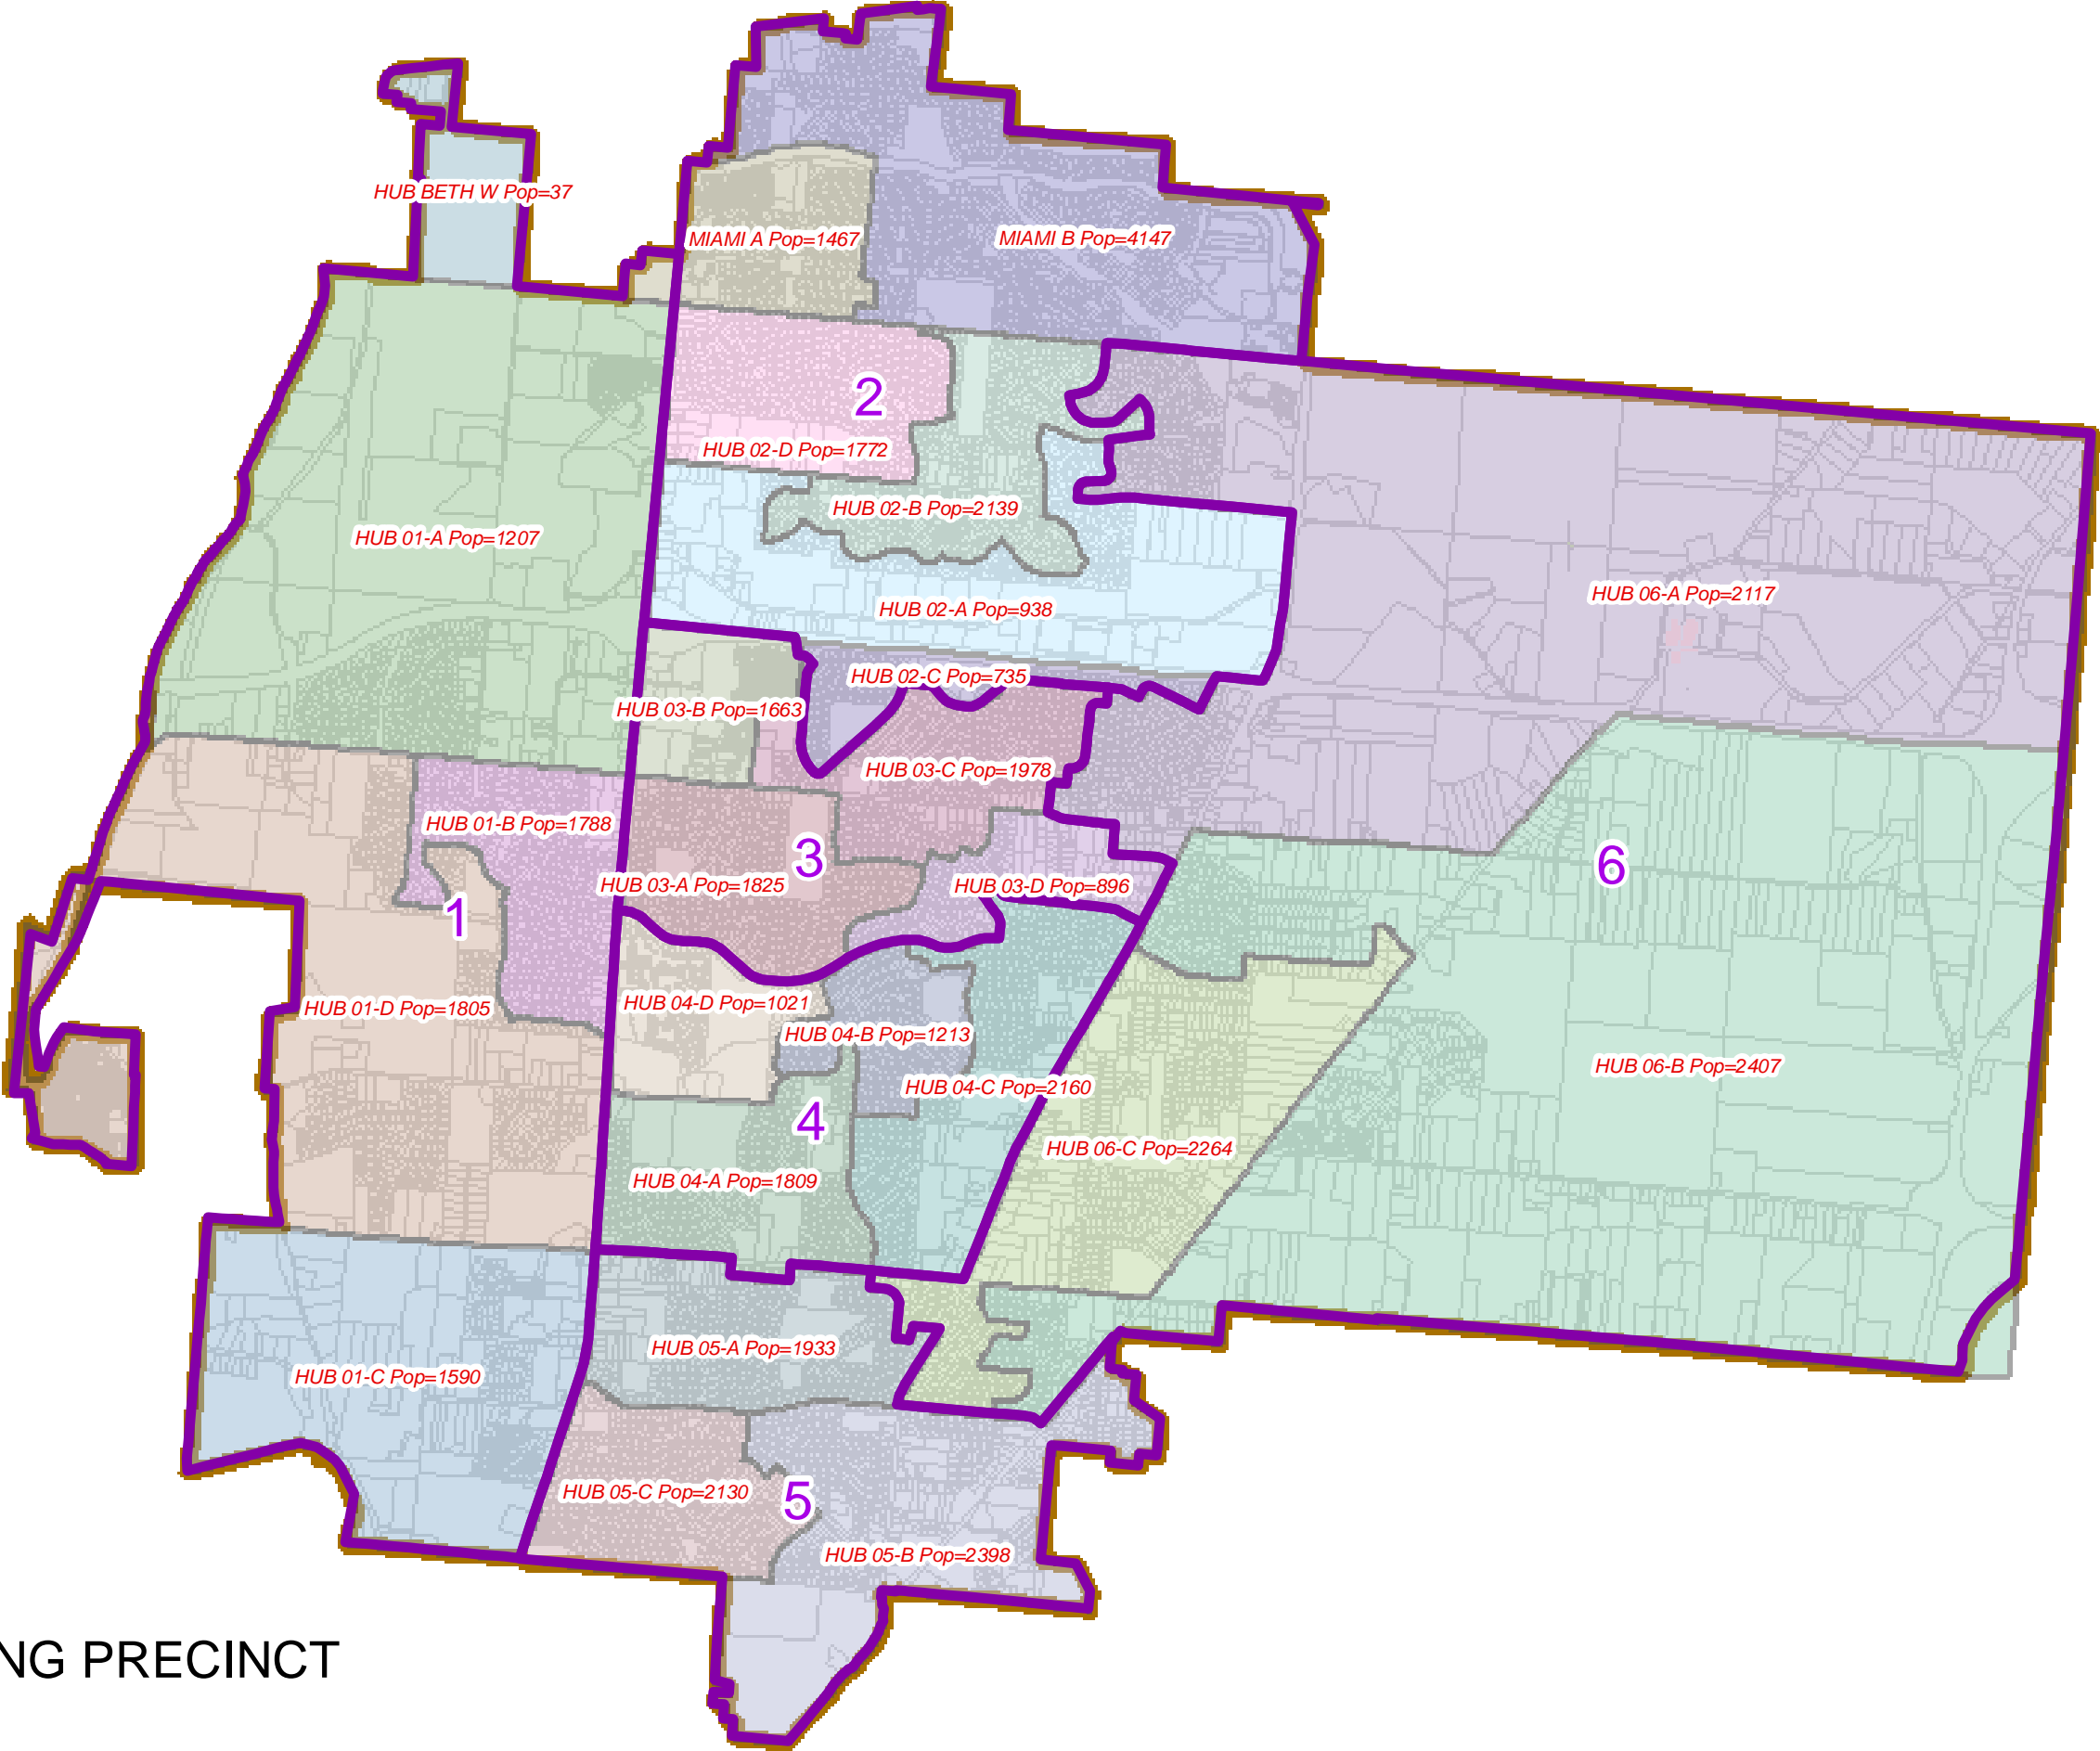 HUB BETH W Pop=37
MIAMI A Pop=1467
MIAMI B Pop=4147
2
HUB 02-D Pop=1772
HUB 02-B Pop=2139
HUB 01-A Pop=1207
HUB 06-A Pop=2117
HUB 02-A Pop=938
HUB 02-C Pop=735
HUB 03-B Pop=1663
HUB 03-C Pop=1978
HUB 01-B Pop=1788
3
6
HUB 03-A Pop=1825
HUB 03-D Pop=896
1
HUB 04-D Pop=1021
HUB 01-D Pop=1805
HUB 04-B Pop=1213
HUB 06-B Pop=2407
HUB 04-C Pop=2160
4
HUB 06-C Pop=2264
HUB 04-A Pop=1809
HUB 05-A Pop=1933
HUB 01-C Pop=1590
HUB 05-C Pop=2130
5
HUB 05-B Pop=2398
NG PRECINCT